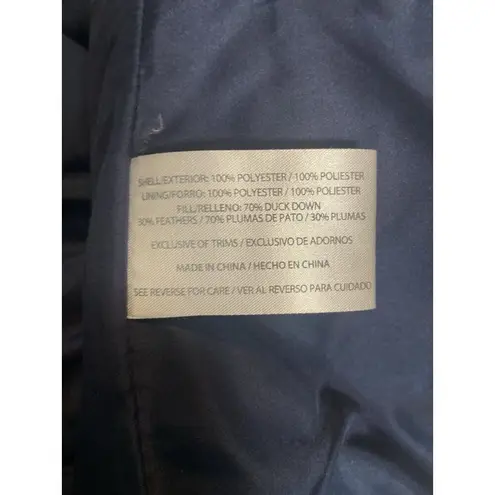 SHELL/EXTERIOR: 100% POLYESTER / 100% POLIESTER
LINING/FORRO: 100% POLYESTER / 100% POLIESTER
FILL/RELLENO: 70% DUCK DOWN
30% FEATHERS / 70% PLUMAS DE PATO / 30% PLUMAS
EXCLUSIVE OF TRIMS / EXCLUSIVO DE ADORNOS
MADE IN CHINA / HECHO EN CHINA
SEE REVERSE FOR CARE / VER AL REVERSO PARA CUIDADO